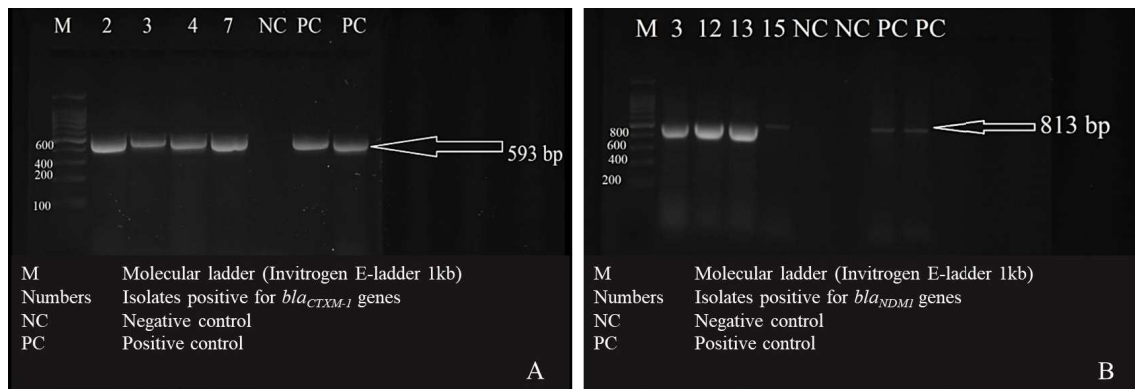 M 2 3 4 7 NC PC PC
600
400
200
100
593 bp
M Molecular ladder (Invitrogen E-ladder 1kb)
Numbers Isolates positive for blaCTXM-1 genes
NC Negative control
PC Positive control
A
M 3 12 13 15 NC NC PC PC
800
600
400
200
813 bp
M Molecular ladder (Invitrogen E-ladder 1kb)
Numbers Isolates positive for blaNDM1 genes
NC Negative control
PC Positive control
B